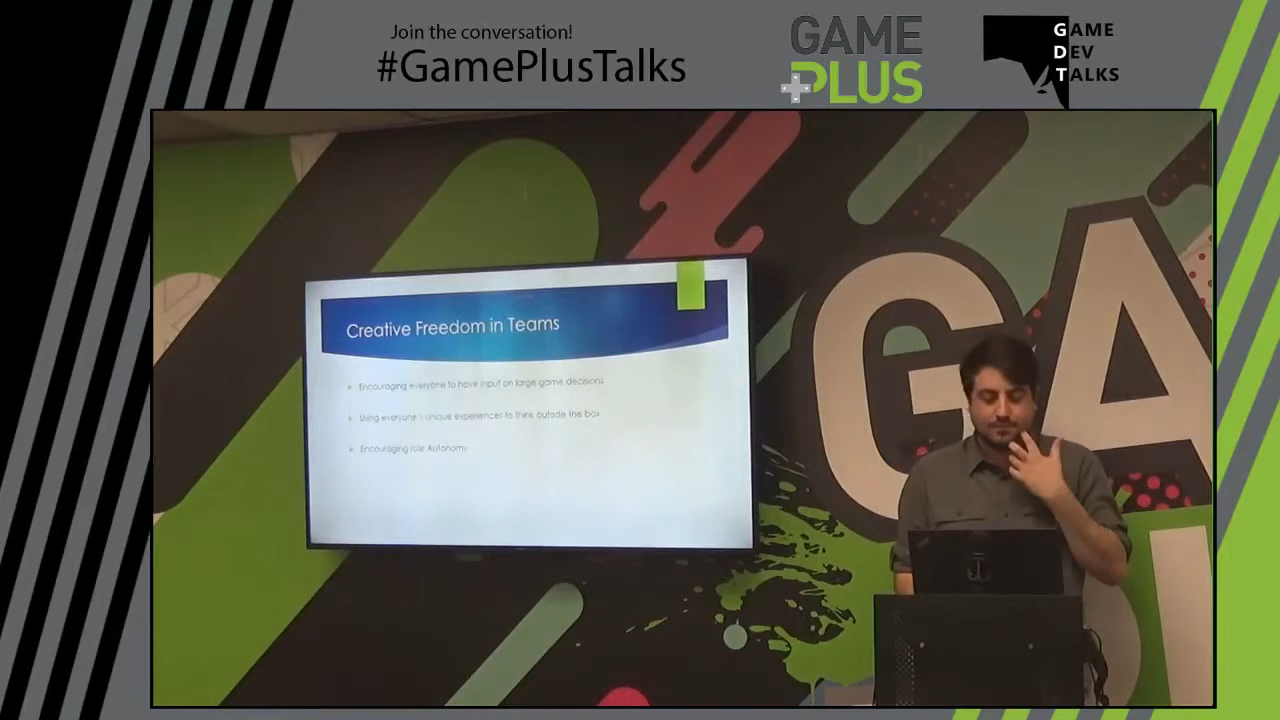 Join the conversation!
#GamePlusTalks
GAME
PLUS
GAME
DEV
TALKS
Creative Freedom in Teams
Encouraging everyone to have input on large game decisions
Using everyone's unique experiences to think outside the box
Encouraging role Autonomy
GA